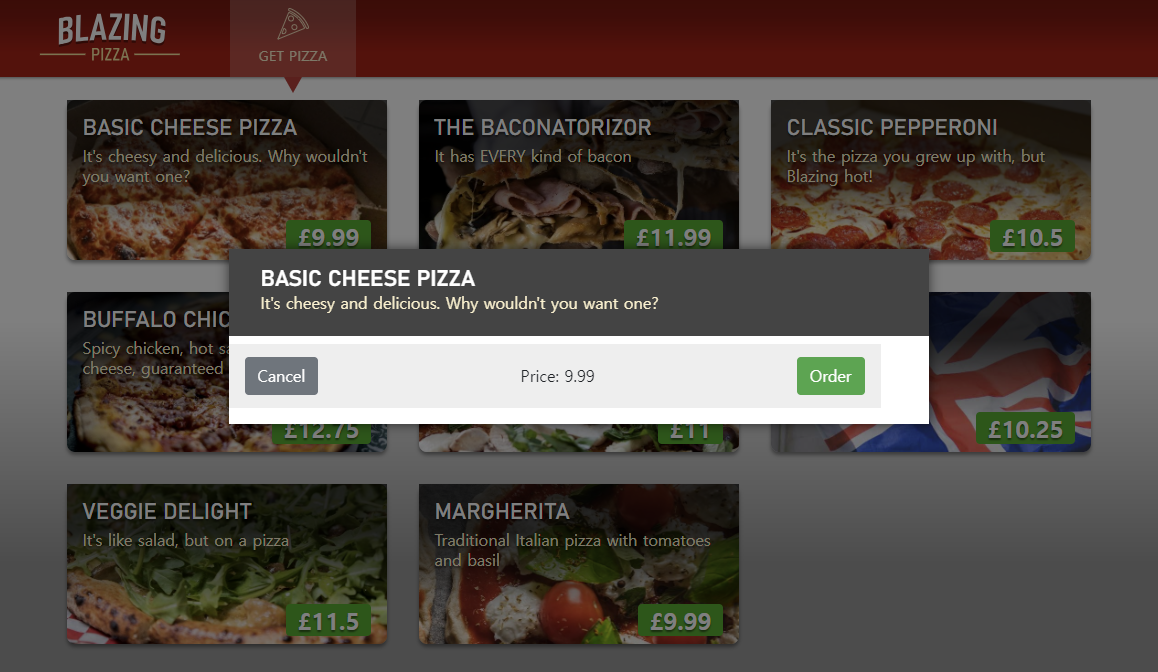 BLAZING
PIZZA
GET PIZZA
BASIC CHEESE PIZZA
It's cheesy and delicious. Why wouldn't
you want one?
£9.99
THE BACONATORIZOR
It has EVERY kind of bacon
£11.99
CLASSIC PEPPERONI
It's the pizza you grew up with, but
Blazing hot!
£10.5
BASIC CHEESE PIZZA
It's cheesy and delicious. Why wouldn't you want one?
Cancel
Price: 9.99
Order
BUFFALO CHIC
Spicy chicken, hot sa
cheese, guaranteed
£12.75
£11
£10.25
VEGGIE DELIGHT
It's like salad, but on a pizza
£11.5
MARGHERITA
Traditional Italian pizza with tomatoes
and basil
£9.99